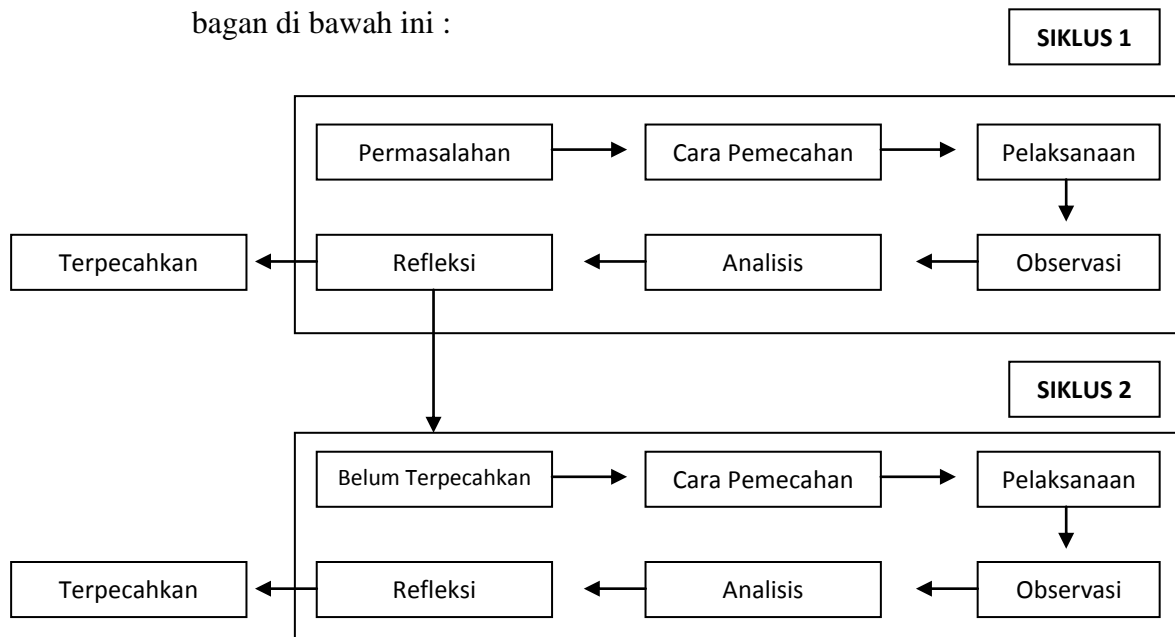 bagan di bawah ini :
SIKLUS 1
Permasalahan
Cara Pemecahan
Pelaksanaan
Terpecahkan
Refleksi
Analisis
Observasi
SIKLUS 2
Belum Terpecahkan
Cara Pemecahan
Pelaksanaan
Terpecahkan
Refleksi
Analisis
Observasi